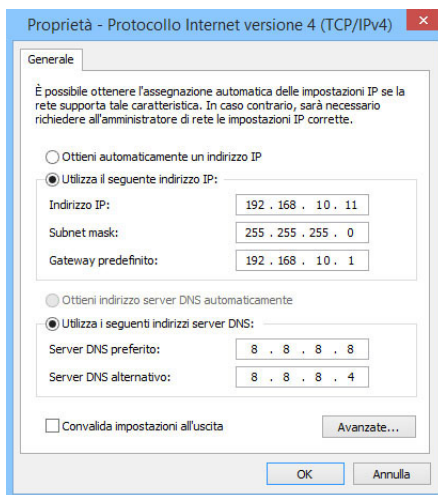 Proprietà - Protocollo Internet versione 4 (TCP/IPv4)
Generale
È possibile ottenere l'assegnazione automatica delle impostazioni IP se la
rete supporta tale caratteristica. In caso contrario, sarà necessario
richiedere all'amministratore di rete le impostazioni IP corrette.
Ottieni automaticamente un indirizzo IP
Utilizza il seguente indirizzo IP:
Indirizzo IP: 192 . 168 . 10 . 11
Subnet mask: 255 . 255 . 255 . 0
Gateway predefinito: 192 . 168 . 10 . 1
Ottieni indirizzo server DNS automaticamente
Utilizza i seguenti indirizzi server DNS:
Server DNS preferito: 8 . 8 . 8 . 8
Server DNS alternativo: 8 . 8 . 8 . 4
Convalida impostazioni all'uscita
Avanzate...
OK Annulla